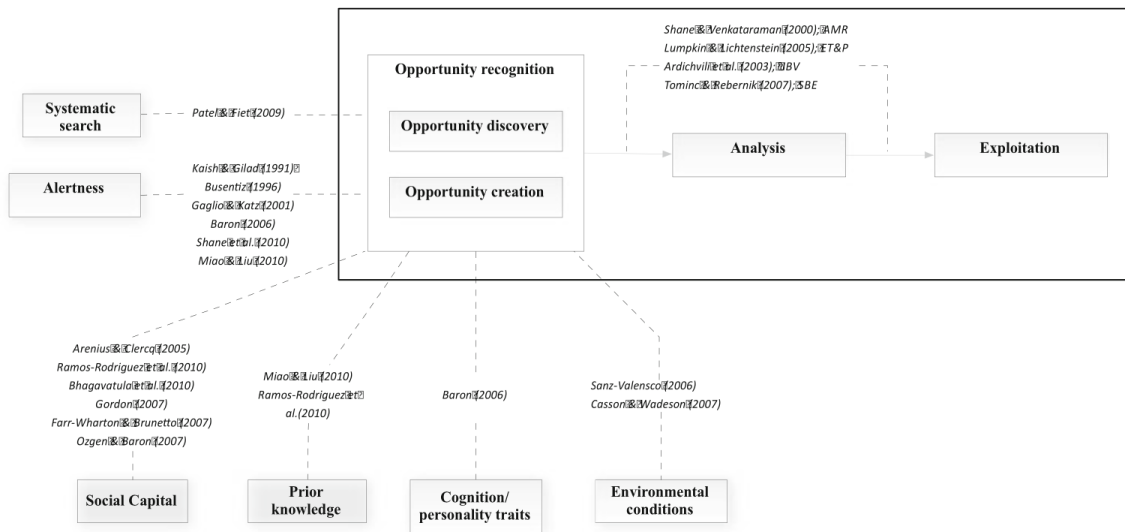 Shane & Venkataraman (2000); AMR
Lumpkin & Lichtenstein (2005); ET&P
Ardichvili et al. (2003); JBV
Tominc & Rebernik (2007); SBE
Opportunity recognition
Systematic
search
Patel & Fiet (2009)
Opportunity discovery
Analysis
Exploitation
Alertness
Kaish & Gilad (1991)
Busentiz (1996)
Gaglio & Katz (2001)
Baron (2006)
Shane et al. (2010)
Miao & Liu (2010)
Opportunity creation
Arenius & Clercq (2005)
Ramos-Rodriguez et al. (2010)
Bhagavatula et al. (2010)
Gordon (2007)
Farr-Wharton & Brunetto (2007)
Ozgen & Baron (2007)
Miao & Liu (2010)
Ramos-Rodriguez et
al.(2010)
Baron (2006)
Sanz-Valensco (2006)
Casson & Wadeson (2007)
Social Capital
Prior
knowledge
Cognition/
personality traits
Environmental
conditions